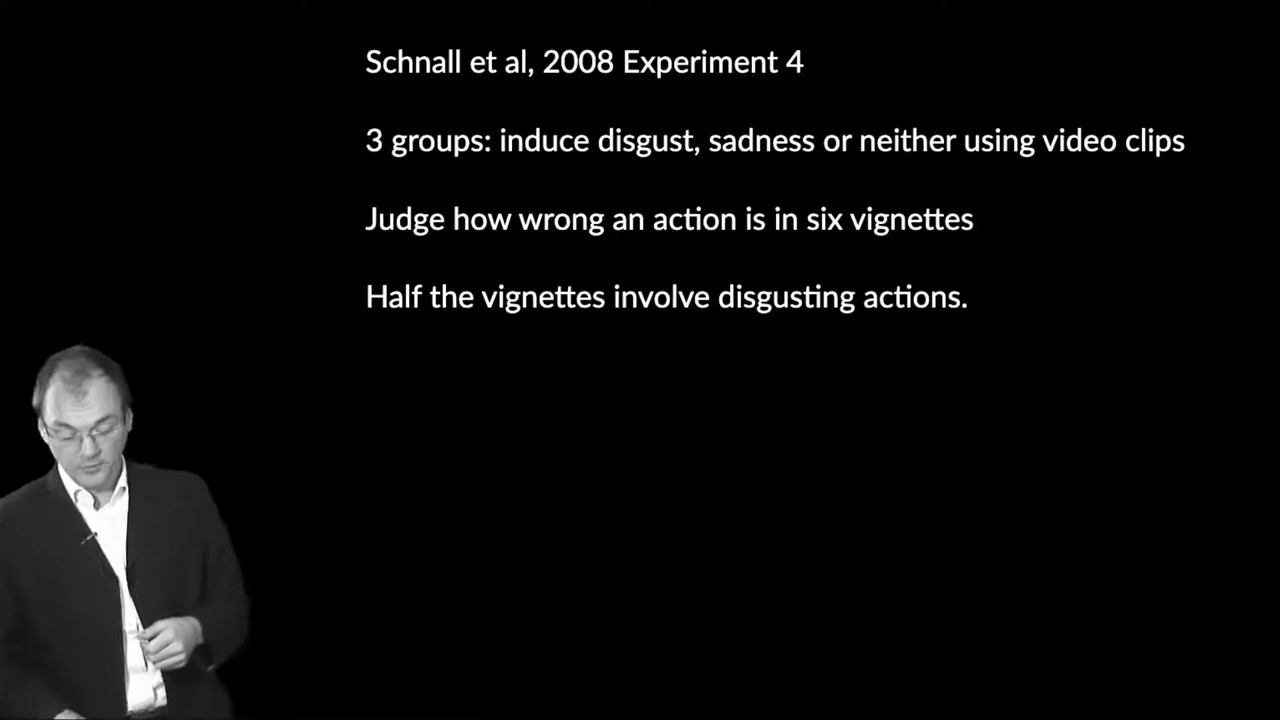 Schnall et al, 2008 Experiment 4
3 groups: induce disgust, sadness or neither using video clips
Judge how wrong an action is in six vignettes
Half the vignettes involve disgusting actions.